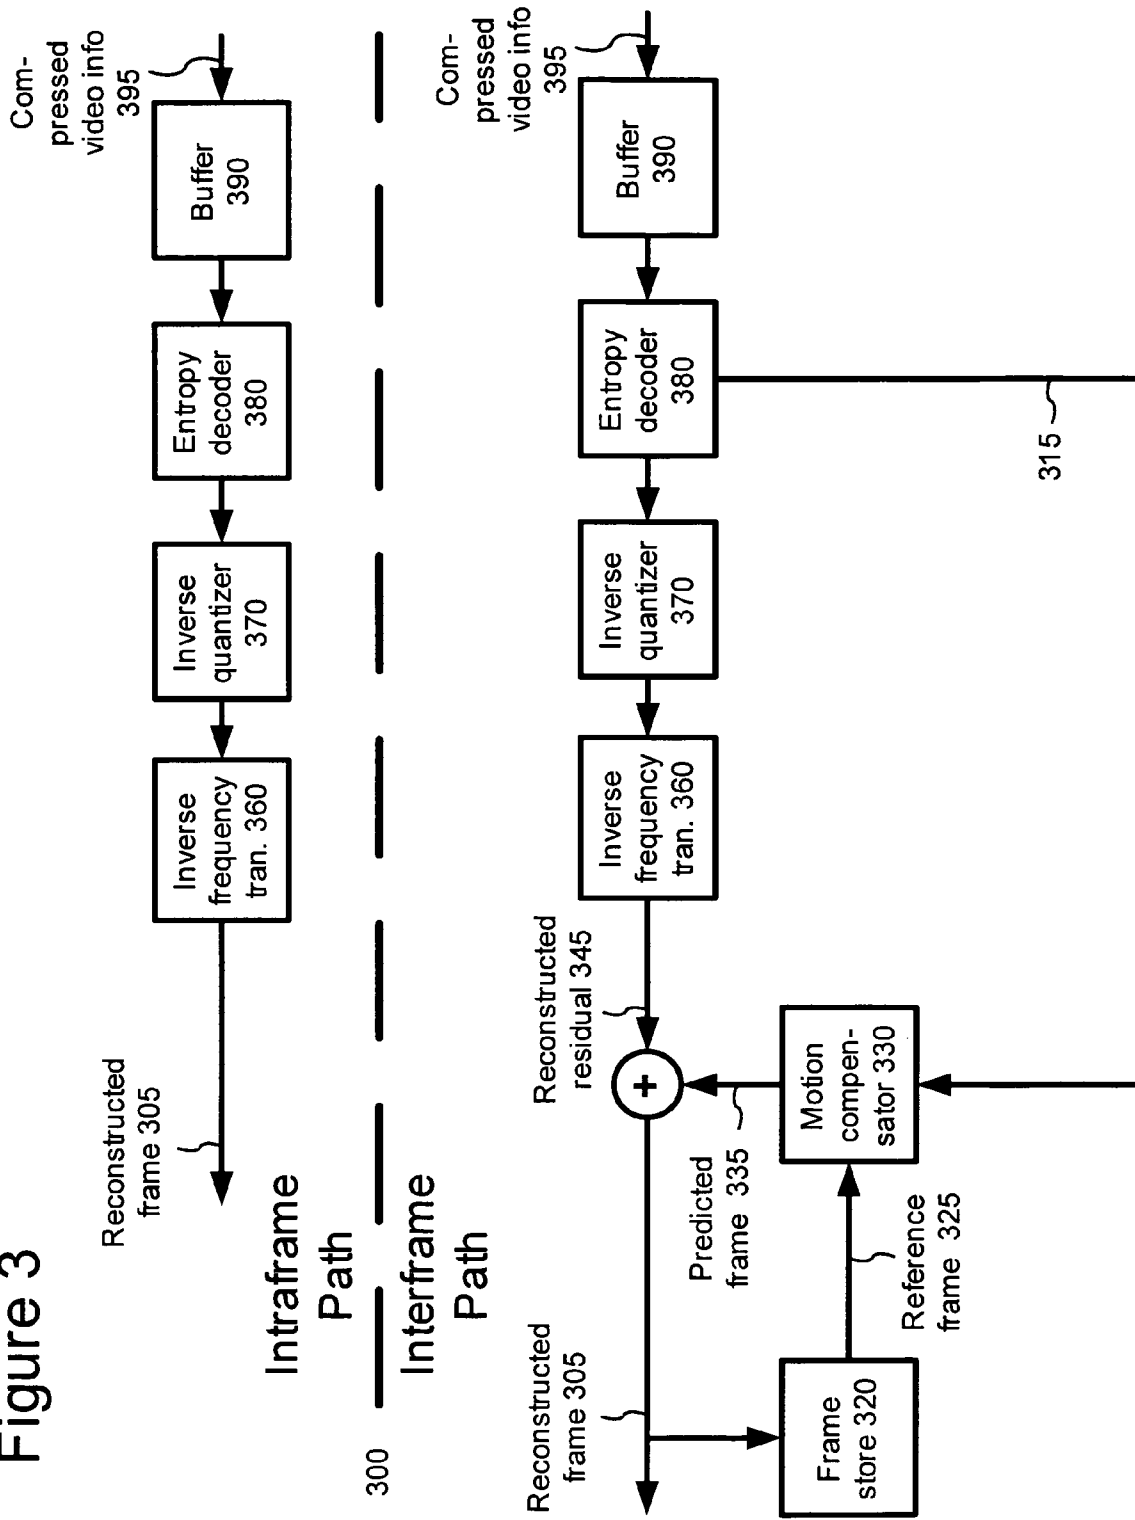 Figure 3
Reconstructed
frame 305
Inverse
frequency
tran. 360
Inverse
quantizer
370
Entropy
decoder
380
Buffer
390
Com-
pressed
video info
395
Intraframe
Path
300
Interframe
Path
Reconstructed
frame 305
Reconstructed
residual 345
+
Inverse
frequency
tran. 360
Inverse
quantizer
370
Entropy
decoder
380
Buffer
390
Com-
pressed
video info
395
Predicted
frame 335
Frame
store 320
Reference
frame 325
Motion
compen-
sator 330
315